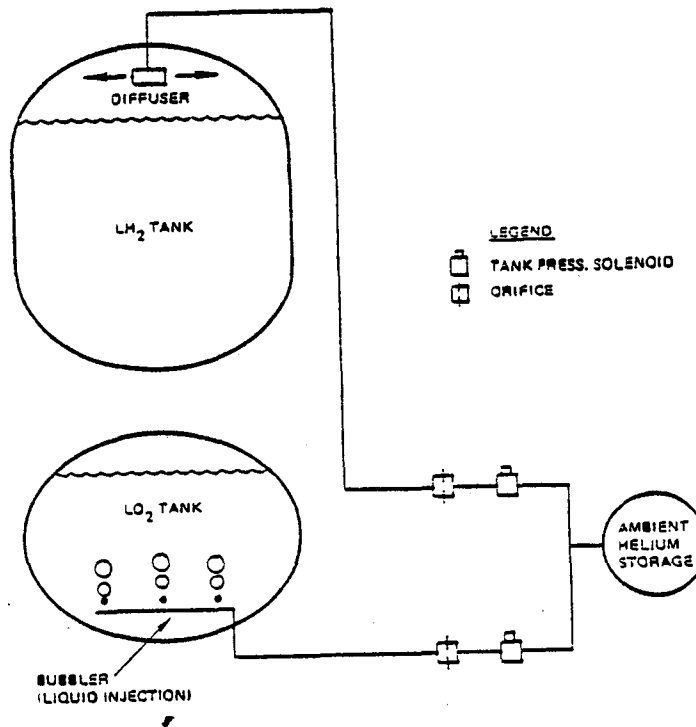 DIFFUSER
LH₂ TANK
LEGEND
TANK PRESS. SOLENOID
ORIFICE
LO₂ TANK
AMBIENT
HELIUM
STORAGE
BUBBLER
(LIQUID INJECTION)